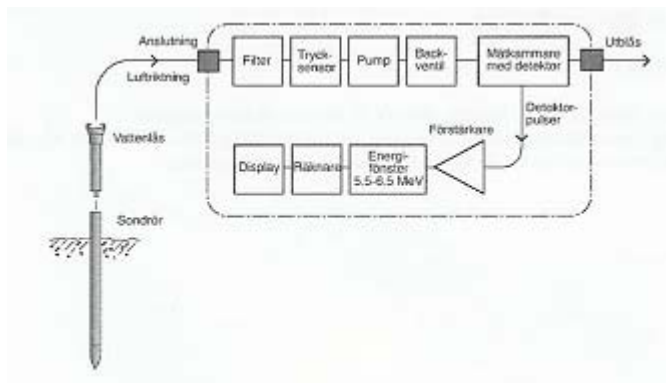 Anslutning
Luftriktning
Filter
Tryck-
sensor
Pump
Back-
ventil
Mätkammare
med detektor
Utblås
Detektor-
pulser
Förstärkare
Energi-
fönster
5.5-6.5 MeV
Räknare
Display
Vattenlås
Sondrör